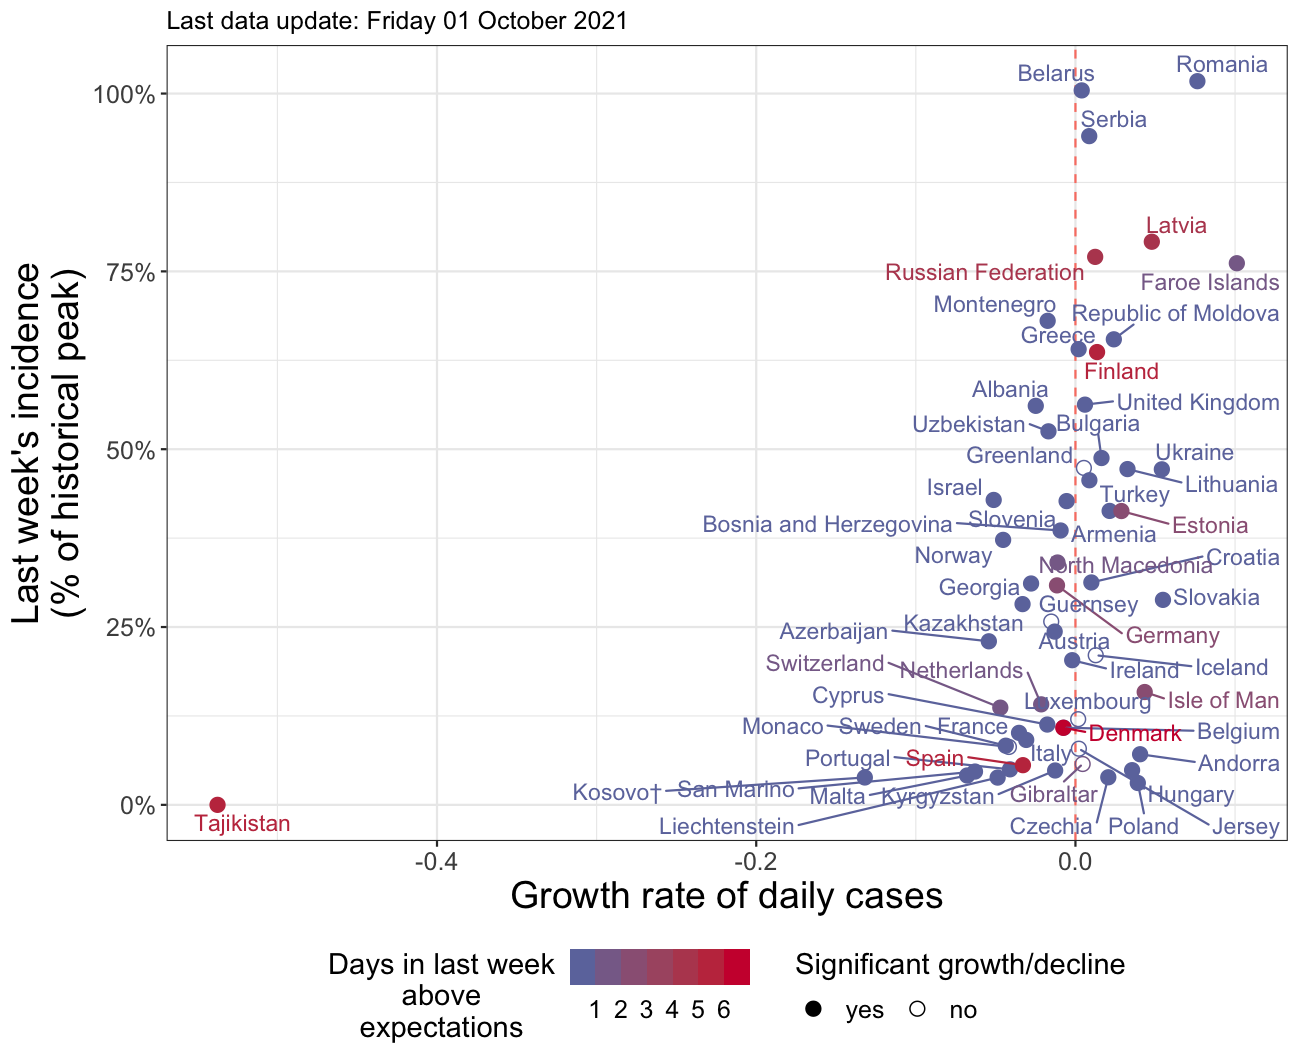 Last data update: Friday 01 October 2021
Last week's incidence
(% of historical peak)
100%
75%
50%
25%
0%
Romania
Belarus
Serbia
Latvia
Russian Federation
Faroe Islands
Montenegro
Republic of Moldova
Greece
Finland
Albania
United Kingdom
Uzbekistan
Bulgaria
Greenland
Ukraine
Lithuania
Israel
Turkey
Slovenia
Bosnia and Herzegovina
Estonia
Armenia
Norway
Croatia
North Macedonia
Georgia
Slovakia
Guernsey
Kazakhstan
Azerbaijan
Germany
Austria
Switzerland
Netherlands
Ireland
Iceland
Cyprus
Luxembourg
Isle of Man
Monaco
Sweden
France
Denmark
Belgium
Portugal
Spain
Italy
Andorra
Kosovo†
San Marino
Malta
Kyrgyzstan
Gibraltar
Hungary
Tajikistan
Liechtenstein
Czechia
Poland
Jersey
-0.4
-0.2
0.0
Growth rate of daily cases
Days in last week
above
expectations
1 2 3 4 5 6
Significant growth/decline
yes
no